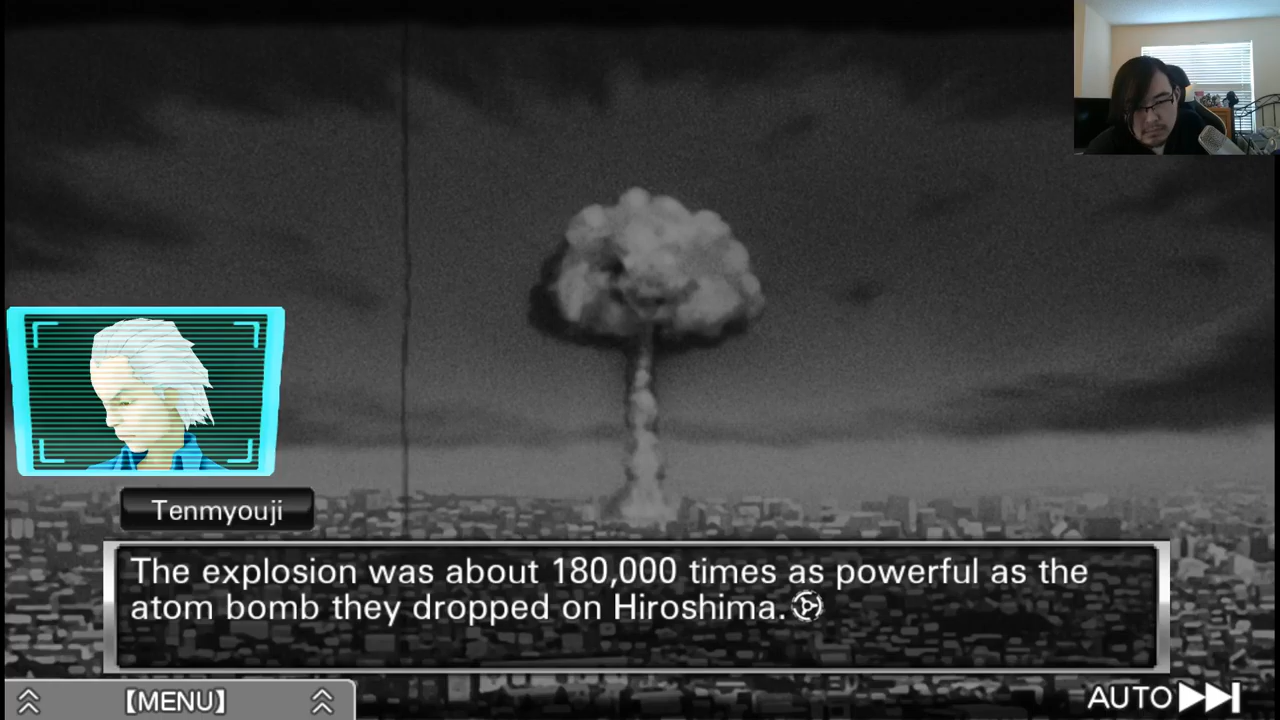 Tenmyouji
The explosion was about 180,000 times as powerful as the
atom bomb they dropped on Hiroshima.
【MENU】
AUTO